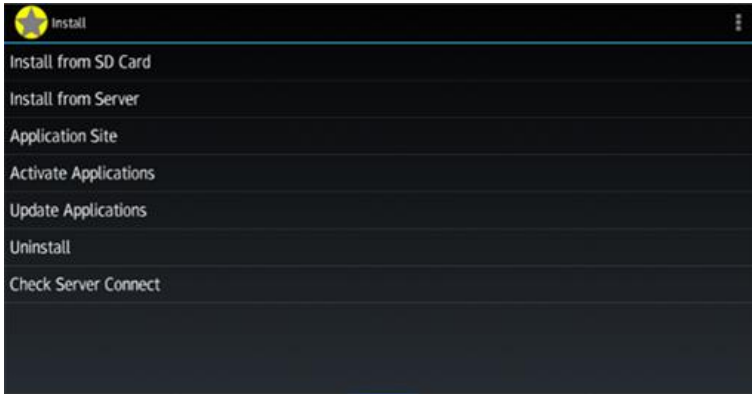 Install
Install from SD Card
Install from Server
Application Site
Activate Applications
Update Applications
Uninstall
Check Server Connect